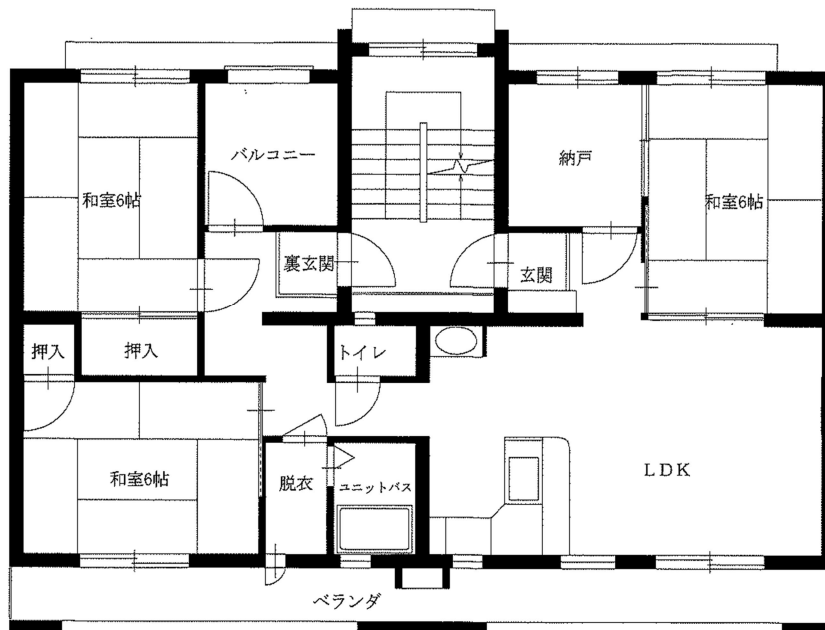 バルコニー
納戸
和室6帖
和室6帖
裏玄関
玄関
押入
押入
トイレ
LDK
和室6帖
脱衣
ユニットバス
ベランダ